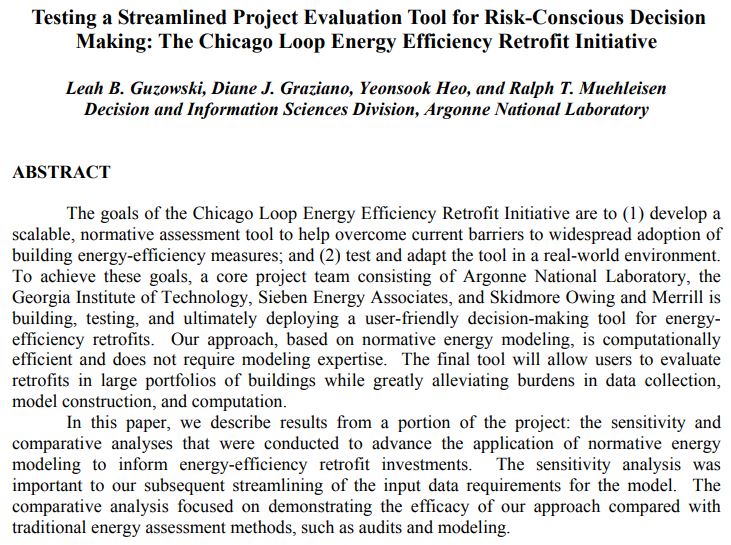 Testing a Streamlined Project Evaluation Tool for Risk-Conscious Decision
Making: The Chicago Loop Energy Efficiency Retrofit Initiative
Leah B. Guzowski, Diane J. Graziano, Yeonsook Heo, and Ralph T. Muehleisen
Decision and Information Sciences Division, Argonne National Laboratory
ABSTRACT
The goals of the Chicago Loop Energy Efficiency Retrofit Initiative are to (1) develop a
scalable, normative assessment tool to help overcome current barriers to widespread adoption of
building energy-efficiency measures; and (2) test and adapt the tool in a real-world environment.
To achieve these goals, a core project team consisting of Argonne National Laboratory, the
Georgia Institute of Technology, Sieben Energy Associates, and Skidmore Owing and Merrill is
building, testing, and ultimately deploying a user-friendly decision-making tool for energy-
efficiency retrofits. Our approach, based on normative energy modeling, is computationally
efficient and does not require modeling expertise. The final tool will allow users to evaluate
retrofits in large portfolios of buildings while greatly alleviating burdens in data collection,
model construction, and computation.
In this paper, we describe results from a portion of the project: the sensitivity and
comparative analyses that were conducted to advance the application of normative energy
modeling to inform energy-efficiency retrofit investments. The sensitivity analysis was
important to our subsequent streamlining of the input data requirements for the model. The
comparative analysis focused on demonstrating the efficacy of our approach compared with
traditional energy assessment methods, such as audits and modeling.